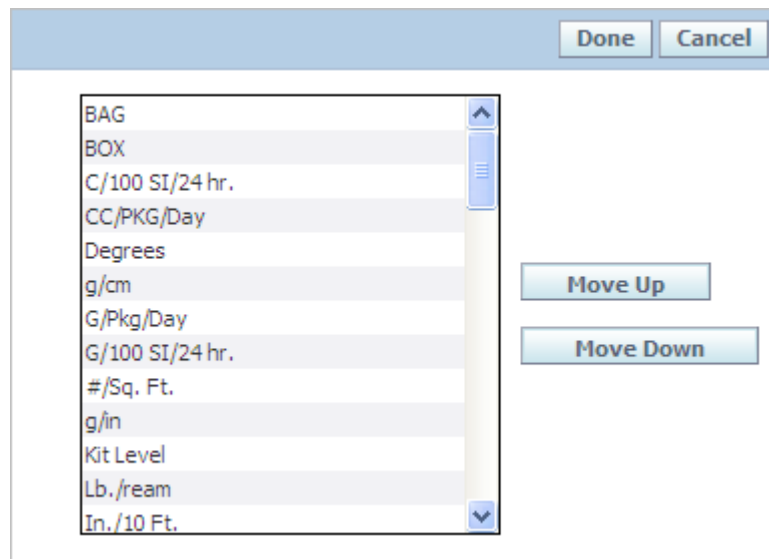 Done Cancel
BAG
BOX
C/100 SI/24 hr.
CC/PKG/Day
Degrees
g/cm
G/Pkg/Day
G/100 SI/24 hr.
#/Sq. Ft.
g/in
Kit Level
Lb./ream
In./10 Ft.
Move Up
Move Down